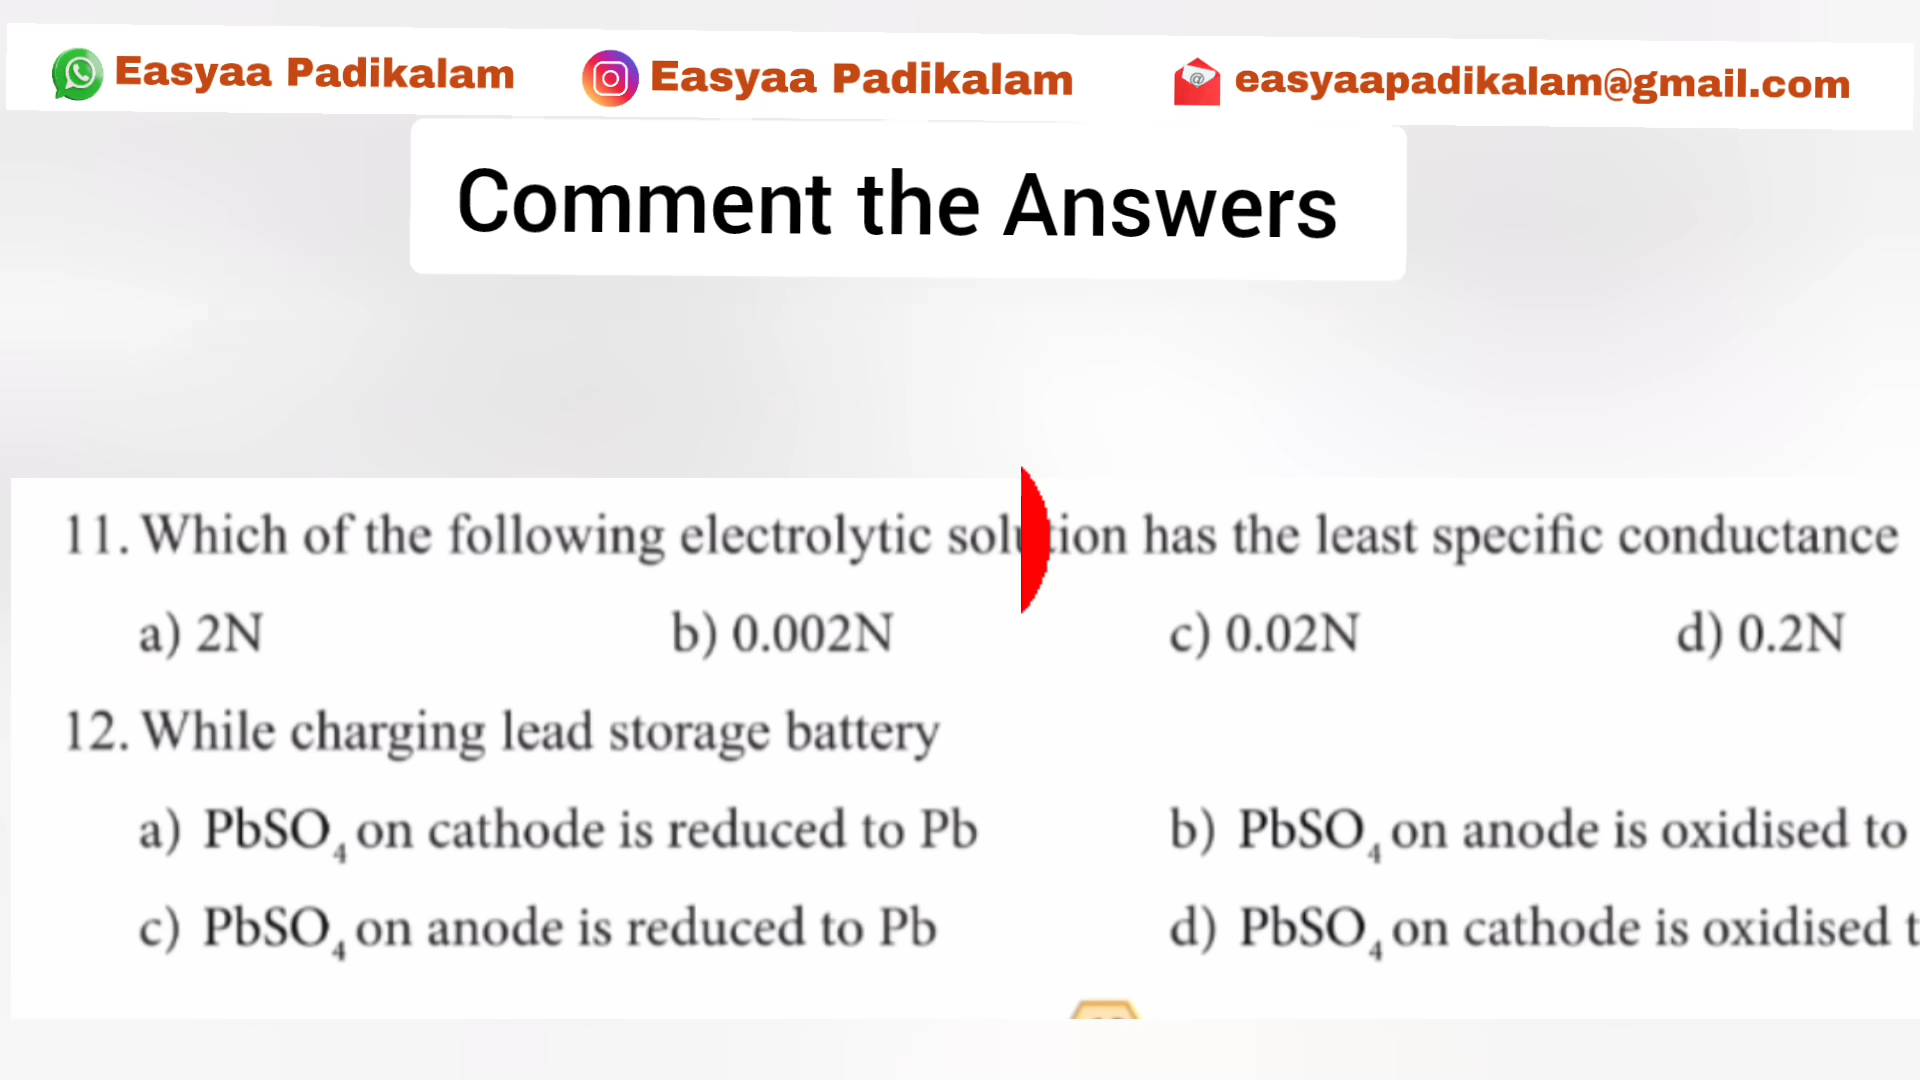 Easyaa Padikalam Easyaa Padikalam easyaapadikalam@gmail.com
Comment the Answers
11. Which of the following electrolytic solution has the least specific conductance
a) 2N b) 0.002N c) 0.02N d) 0.2N
12. While charging lead storage battery
a) PbSO₄ on cathode is reduced to Pb b) PbSO₄ on anode is oxidised to
c) PbSO₄ on anode is reduced to Pb d) PbSO₄ on cathode is oxidised t